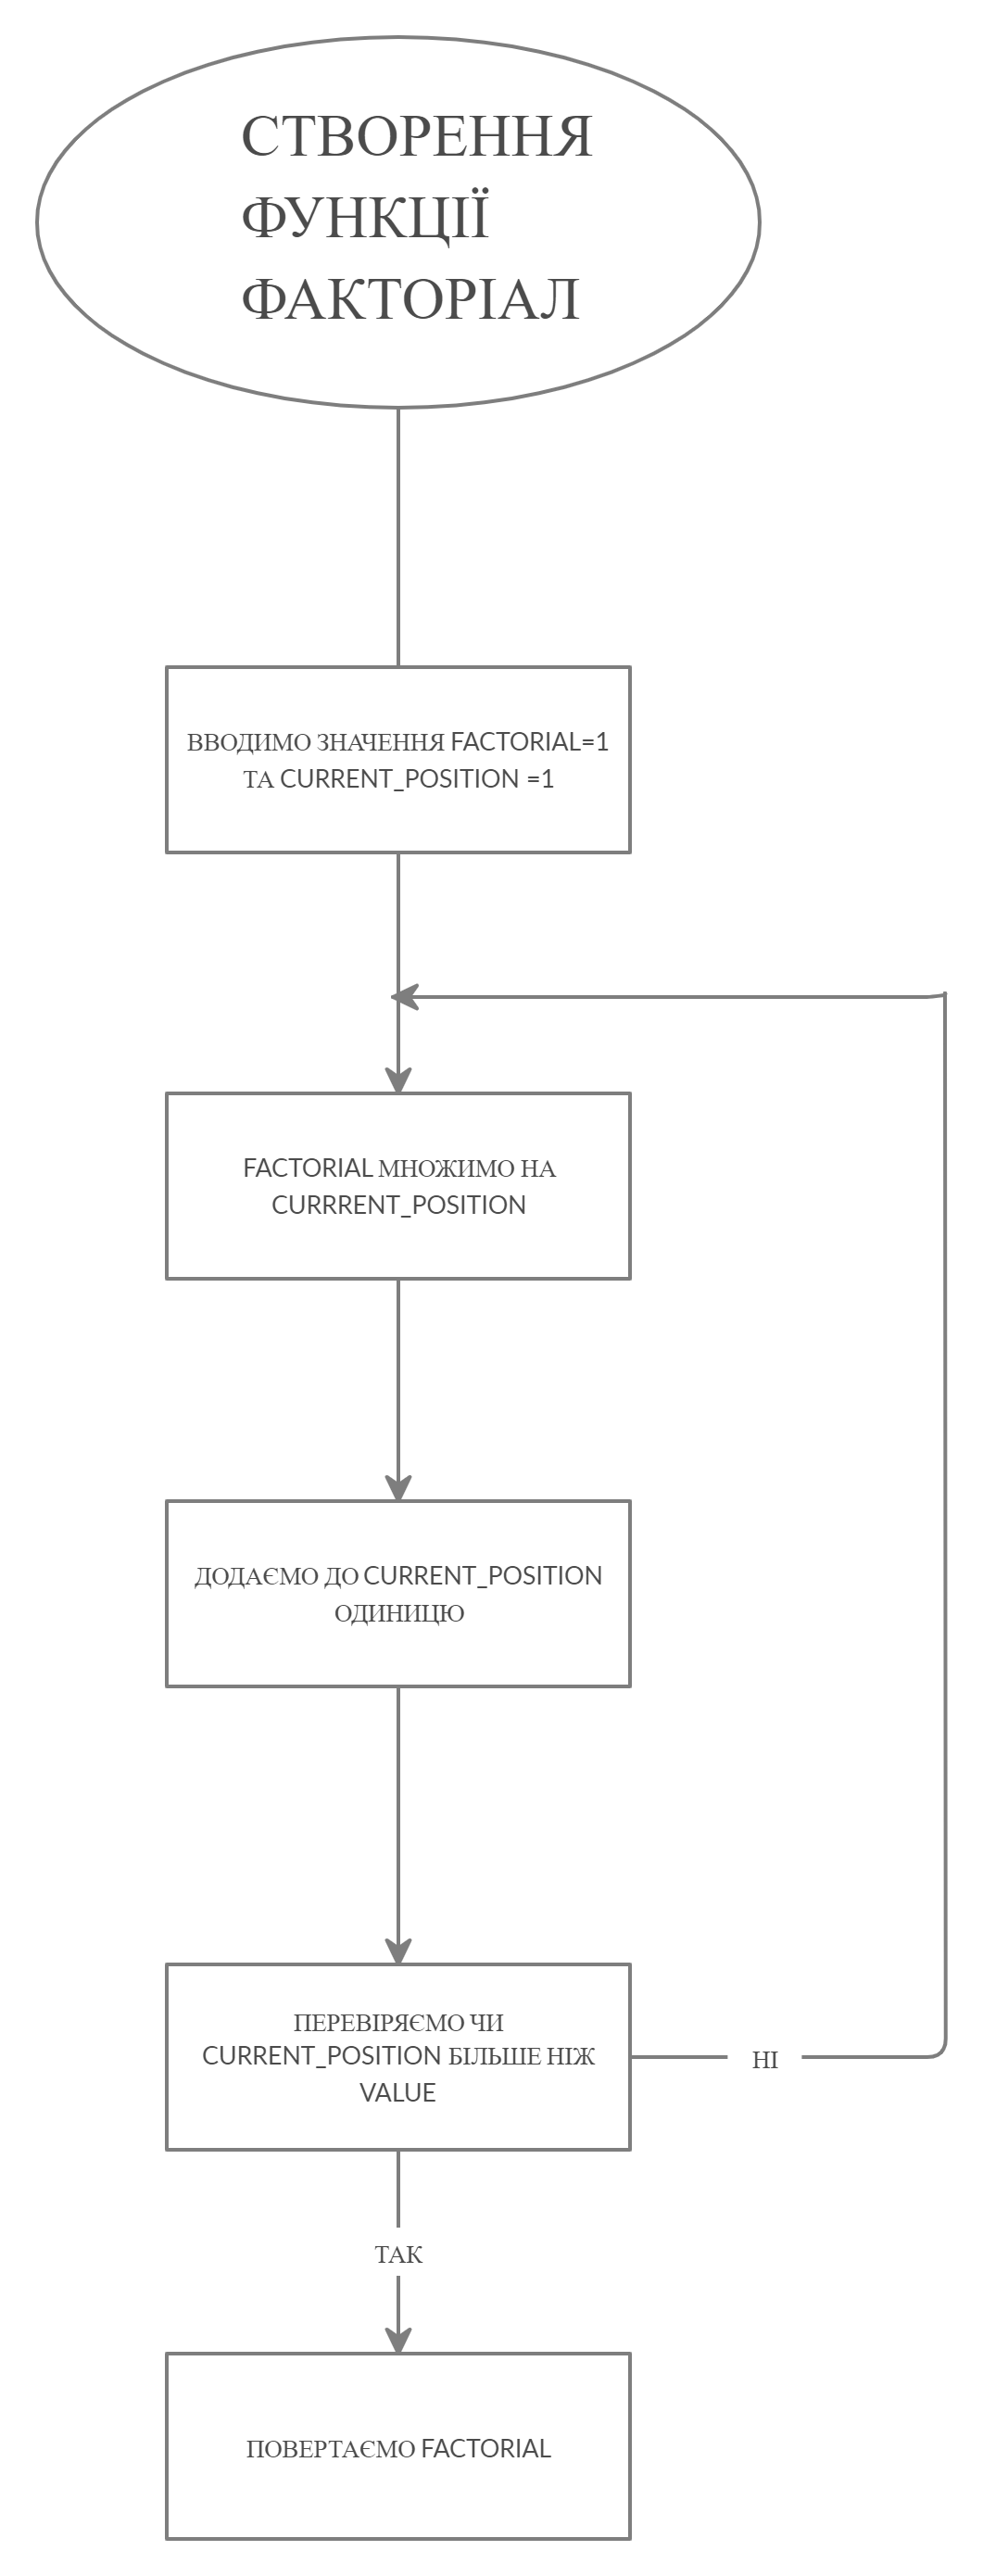 СТВОРЕННЯ
ФУНКЦІЇ
ФАКТОРІАЛ
ВВОДИМО ЗНАЧЕННЯ FACTORIAL=1
ТА CURRENT_POSITION =1
FACTORIAL МНОЖИМО НА
CURRRENT_POSITION
ДОДАЄМО ДО CURRENT_POSITION
ОДИНИЦЮ
ПЕРЕВІРЯЄМО ЧИ
CURRENT_POSITION БІЛЬШЕ НІЖ
VALUE
НІ
ТАК
ПОВЕРТАЄМО FACTORIAL